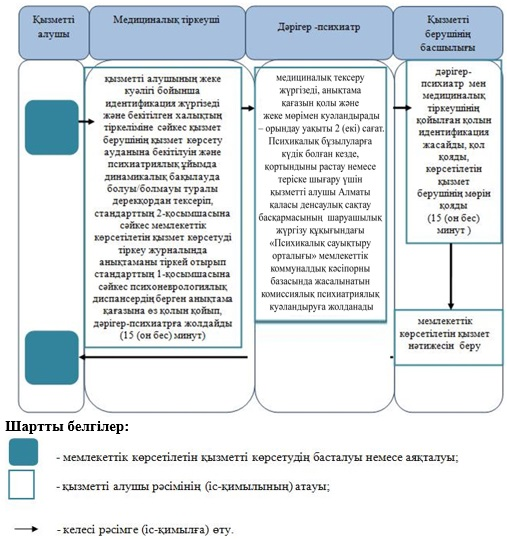 Қызметті
алушы
Медициналық тіркеуші
Дәрігер -психиатр
Қызметті
берушінің
басшылығы
қызметті алушының жеке
куәлігі бойынша
идентификация жүргізеді
және бекітілген халықтың
тіркеліміне сәйкес қызмет
берушінің қызмет көрсету
ауданына бекітілуін және
психиатриялық ұйымда
динамикалық бақылауда
болуы/болмауы туралы
дерекқордан тексеріп,
стандарттың 2-қосымшасына
сәйкес мемлекеттік
көрсетілетін қызмет көрсетуді
тіркеу журналында
анықтаманы тіркей отырып
стандарттың 1-қосымшасына
сәйкес психоневрологиялық
диспансердің берген анықтама
қағазына өз қолын қойып,
дәрігер-психиатрға жолдайды
(15 (он бес) минут)
медициналық тексеру
жүргізеді, анықтама
кағазын қолы және
жеке мөрімен куәландырады
– орындау уақыты 2 (екі) сағат.
Психикалық бұзылуларға
күдік болған кезде,
қортындыны растау немесе
теріске шығару үшін
қызметті алушы Алматы
қаласы денсаулық сақтау
басқармасының шаруашылық
жүргізу құқығындағы
«Психикалық сауықтыру
орталығы» мемлекеттік
коммуналдық кәсіпорны
базасында жасалынатын
комиссиялық психиатриялық
куәландыруға жолданады
дәрігер-
психиатр мен
медициналық
тіркеушінің
қойылған қолын
идентификация
жасайды, қол
қояды,
көрсетілетін
қызмет
берушінің мөрін
қояды
(15 (он бес)
минут )
мемлекеттік
көрсетілетін қызмет
нәтижесін беру
Шартты белгілер:
- мемлекеттік көрсетілетін қызметті көрсетудің басталуы немесе аяқталуы;
- қызметті алушы рәсімінің (іс-қимылының) атауы;
- келесі рәсімге (іс-қимылға) өту.